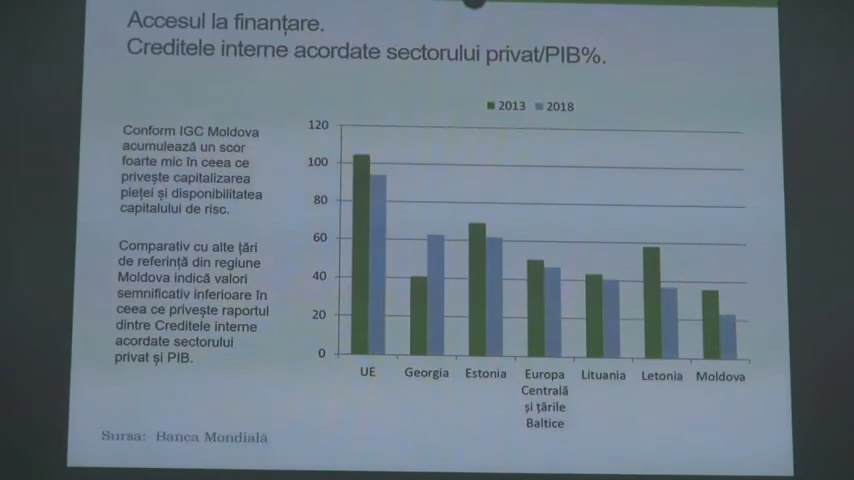 Accesul la finanțare.
Creditele interne acordate sectorului privat/PIB%.
Conform IGC Moldova
acumulează un scor
foarte mic în ceea ce
privește capitalizarea
pieței și disponibilitatea
capitalului de risc.
Comparativ cu alte țări
de referință din regiune
Moldova indică valori
semnificativ inferioare în
ceea ce privește raportul
dintre Creditele interne
acordate sectorului
privat și PIB.
Sursa: Banca Mondială
2013 2018
120
100
80
60
40
20
0
UE Georgia Estonia Europa Lituania Letonia Moldova
Centrală
și țările
Baltice